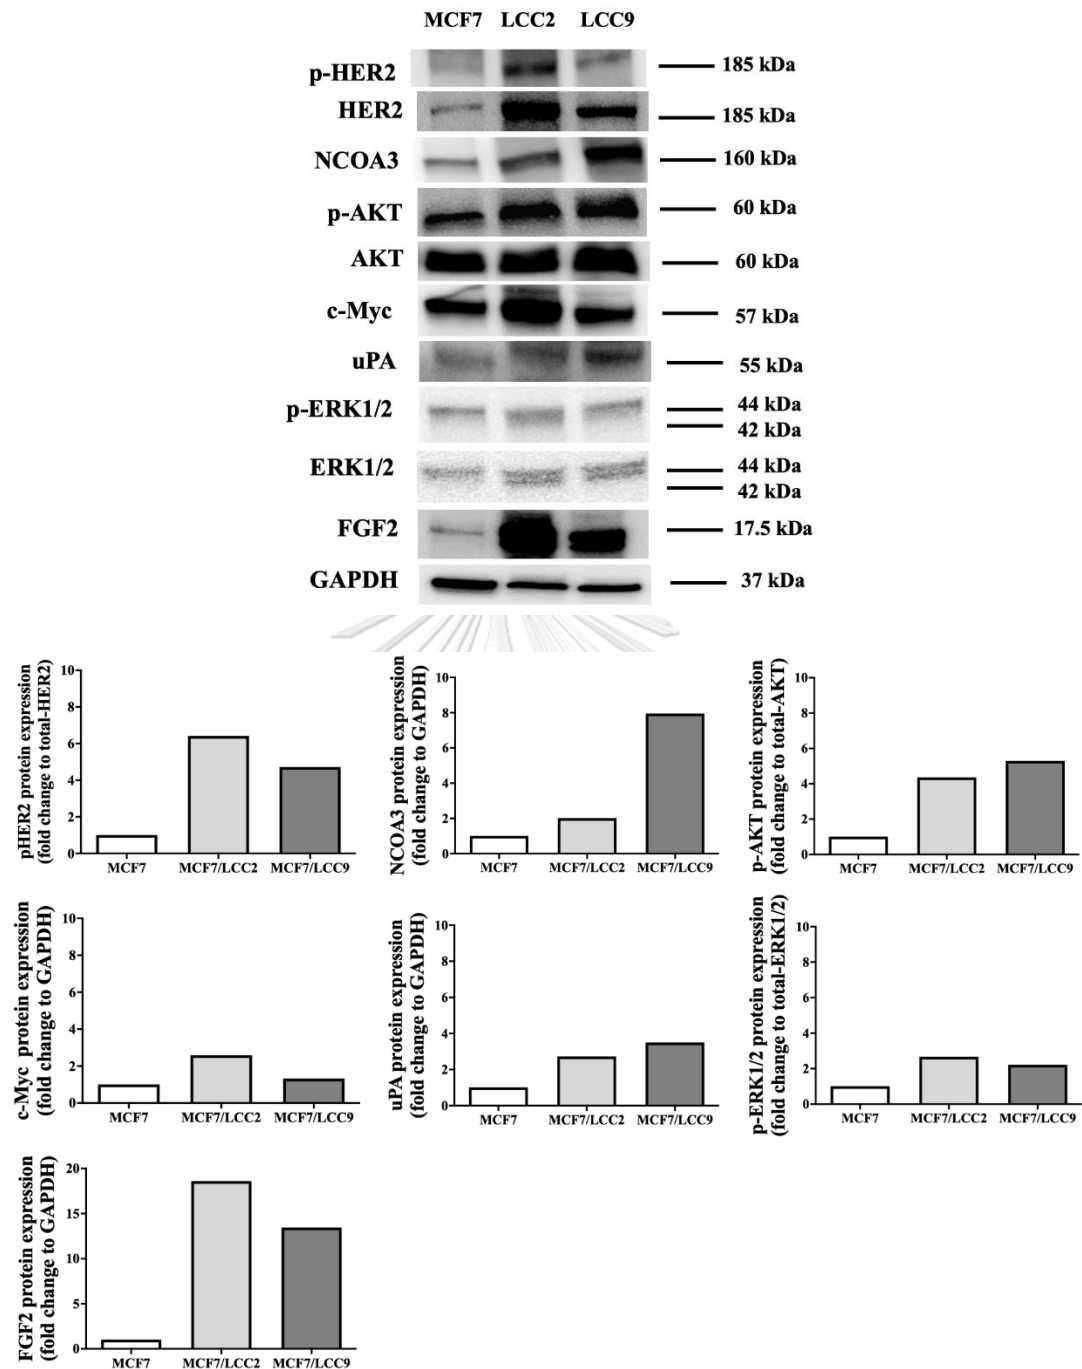 MCF7 LCC2 LCC9
p-HER2 185 kDa
HER2 185 kDa
NCOA3 160 kDa
p-AKT 60 kDa
AKT 60 kDa
c-Myc 57 kDa
uPA 55 kDa
p-ERK1/2 44 kDa
42 kDa
ERK1/2 44 kDa
42 kDa
FGF2 17.5 kDa
GAPDH 37 kDa
pHER2 protein expression
(fold change to total-HER2)
10
8
6
4
2
0
MCF7 MCF7/LCC2 MCF7/LCC9
NCOA3 protein expression
(fold change to GAPDH)
10
8
6
4
2
0
MCF7 MCF7/LCC2 MCF7/LCC9
p-AKT protein expression
(fold change to total-AKT)
10
8
6
4
2
0
MCF7 MCF7/LCC2 MCF7/LCC9
c-Myc protein expression
(fold change to GAPDH)
10
8
6
4
2
0
MCF7 MCF7/LCC2 MCF7/LCC9
uPA protein expression
(fold change to GAPDH)
10
8
6
4
2
0
MCF7 MCF7/LCC2 MCF7/LCC9
p-ERK1/2 protein expression
(fold change to total-ERK1/2)
10
8
6
4
2
0
MCF7 MCF7/LCC2 MCF7/LCC9
FGF2 protein expression
(fold change to GAPDH)
20
15
10
5
0
MCF7 MCF7/LCC2 MCF7/LCC9